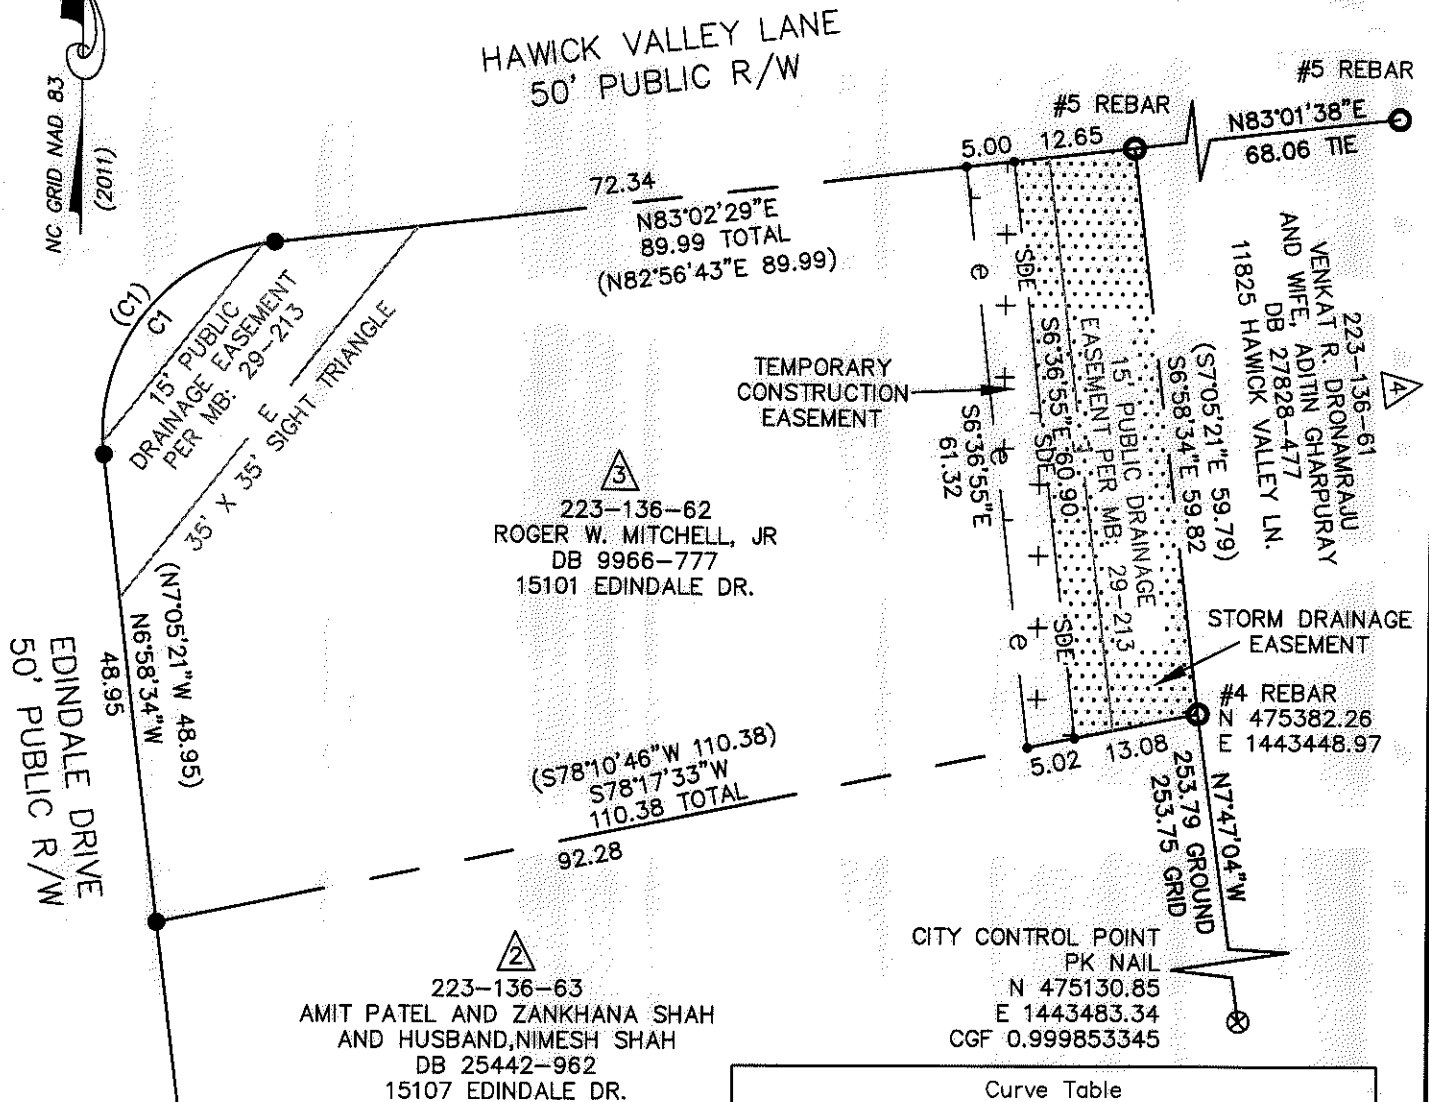 NC GRID NAD 83
(2011)
HAWICK VALLEY LANE
50' PUBLIC R/W
#5 REBAR
#5 REBAR
N83°01'38"E
68.06 TIE
5.00
12.65
72.34
N83°02'29"E
89.99 TOTAL
(N82°56'43"E 89.99)
(C1)
C1
15' PUBLIC
DRAINAGE EASEMENT
PER MB: 29-213
E
35' X 35' SIGHT TRIANGLE
TEMPORARY
CONSTRUCTION
EASEMENT
e
e
e
SDE
SDE
SDE
S6°36'55"E
61.32
S6°36'55"E 60.90
15' PUBLIC DRAINAGE
EASEMENT PER MB: 29-213
(S7°05'21"E 59.79)
S6°58'34"E 59.82
4
223-136-61
VENKAT R. DRONAMRAJU
AND WIFE, ADITIN GHARPURAY
DB 27828-477
11825 HAWICK VALLEY LN.
3
223-136-62
ROGER W. MITCHELL, JR
DB 9966-777
15101 EDINDALE DR.
(N7°05'21"W 48.95)
N6°58'34"W
48.95
EDINDALE DRIVE
50' PUBLIC R/W
STORM DRAINAGE
EASEMENT
#4 REBAR
N 475382.26
E 1443448.97
5.02
13.08
(S78°10'46"W 110.38)
S78°17'33"W
110.38 TOTAL
92.28
N7°47'04"W
253.79 GROUND
253.75 GRID
CITY CONTROL POINT
PK NAIL
N 475130.85
E 1443483.34
CGF 0.999853345
2
223-136-63
AMIT PATEL AND ZANKHANA SHAH
AND HUSBAND,NIMESH SHAH
DB 25442-962
15107 EDINDALE DR.
Curve Table